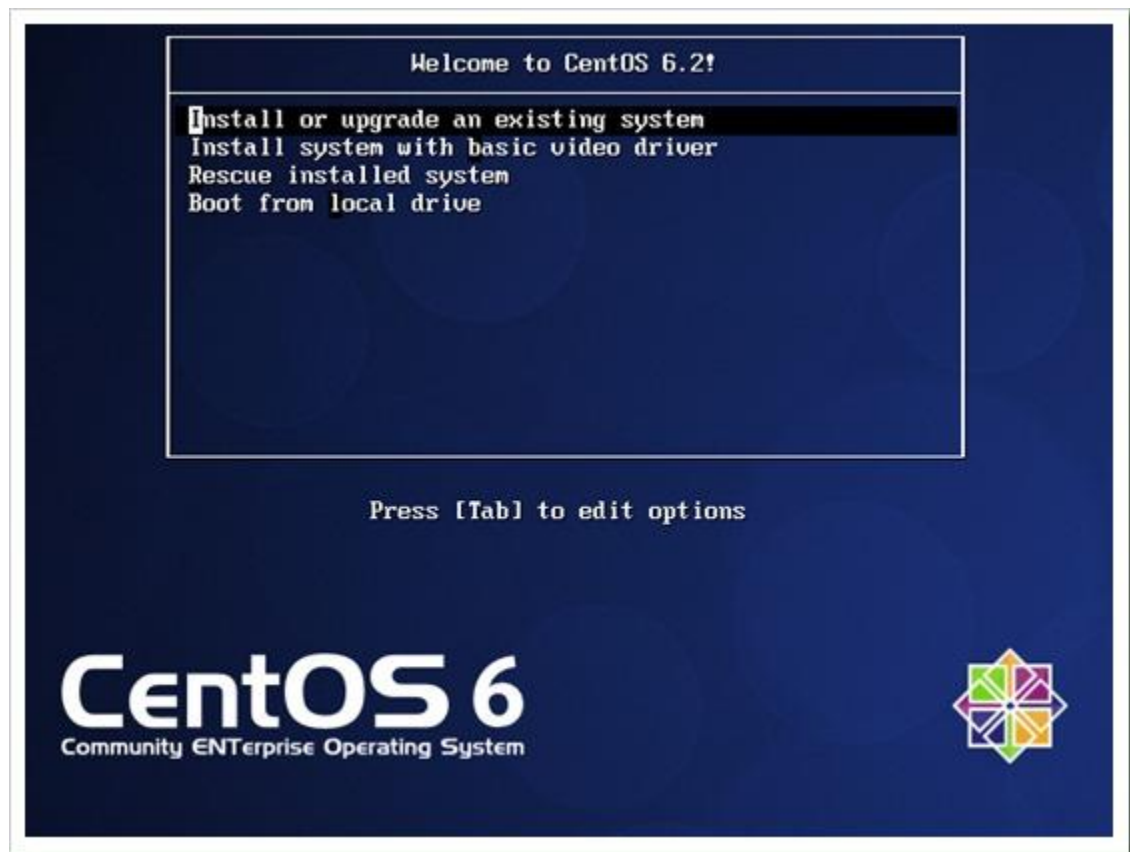 Welcome to CentOS 6.2!
Install or upgrade an existing system
Install system with basic video driver
Rescue installed system
Boot from local drive
Press [Tab] to edit options
CentOS 6
Community ENTerprise Operating System